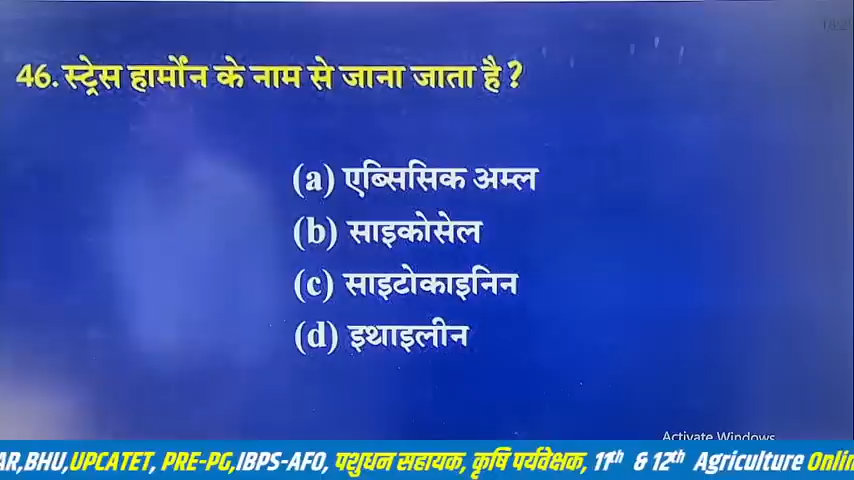 46. स्ट्रेस हार्मोन के नाम से जाना जाता है ?
(a) एब्सिसिक अम्ल
(b) साइकोसेल
(c) साइटोकाइनिन
(d) इथाइलीन
Activate Windows
AR,BHU,UPCATET, PRE-PG,IBPS-AFO, पशुधन सहायक, कृषि पर्यवेक्षक, 11th & 12th Agriculture Onlin